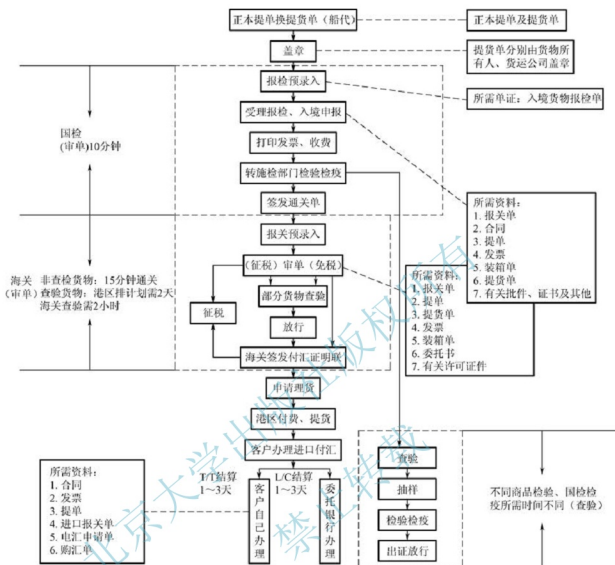 正本提单换提货单（船代）
正本提单及提货单
盖章
提货单分别由货物所
有人、货运公司盖章
报检预录入
所需单证：入境货物报检单
受理报检、入境申报
国检
(审单)10分钟
打印发票、收费
转施检部门检验检疫
签发通关单
所需资料：
1. 报关单
2. 合同
3. 提单
4. 发票
5. 装箱单
6. 提货单
7. 有关批件、证书及其他
报关预录入
海关
(审单)
非查检货物：15分钟通关
查验货物：港区排计划需2天
海关查验需2小时
(征税) 审单 (免税)
部分货物查验
征税
放行
海关签发付汇证明联
所需资料：
1. 报关单
2. 提单
3. 提货单
4. 发票
5. 装箱单
6. 委托书
7. 有关许可证件
申请理货
港区付费、提货
客户办理进口付汇
T/T结算
1～3天
L/C结算
1～3天
客户自己办理
委托银行办理
所需资料：
1. 合同
2. 发票
3. 提单
4. 进口报关单
5. 电汇申请单
6. 购汇单
查验
抽样
检验检疫
出证放行
不同商品检验、国检检
疫所需时间不同（查验）
北京大学出版社版权所有
禁止转载